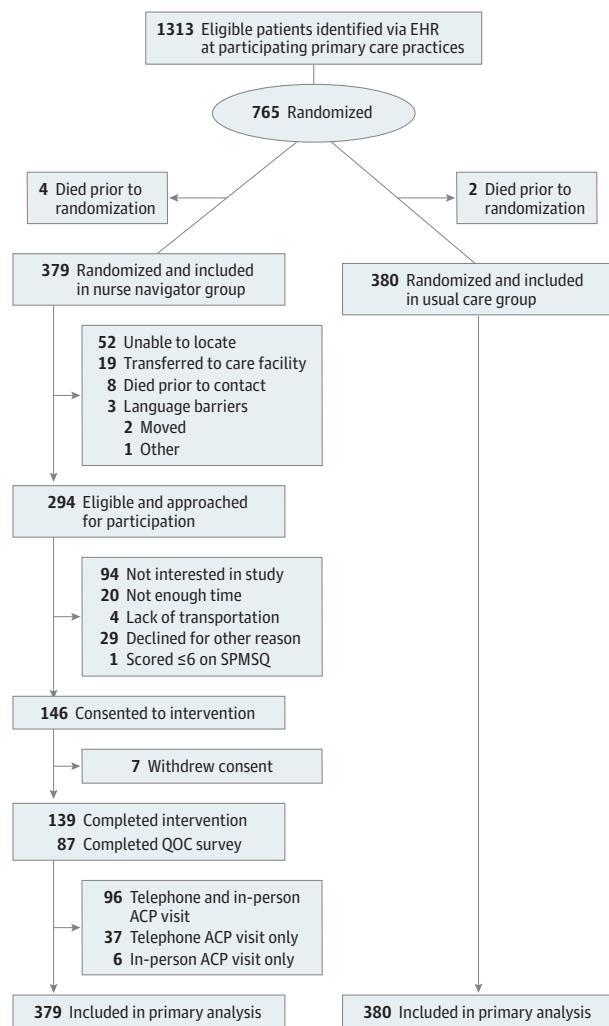 1313 Eligible patients identified via EHR
at participating primary care practices
765 Randomized
4 Died prior to
randomization
2 Died prior to
randomization
379 Randomized and included
in nurse navigator group
380 Randomized and included
in usual care group
52 Unable to locate
19 Transferred to care facility
8 Died prior to contact
3 Language barriers
2 Moved
1 Other
294 Eligible and approached
for participation
94 Not interested in study
20 Not enough time
4 Lack of transportation
29 Declined for other reason
1 Scored ≤6 on SPMSQ
146 Consented to intervention
7 Withdrew consent
139 Completed intervention
87 Completed QOC survey
96 Telephone and in-person
ACP visit
37 Telephone ACP visit only
6 In-person ACP visit only
379 Included in primary analysis
380 Included in primary analysis